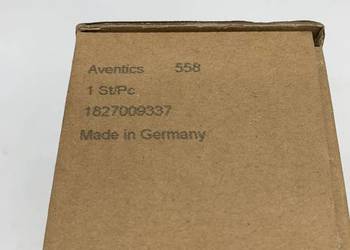 Aventics 558
1 St/Pc
1827009337
Made in Germany